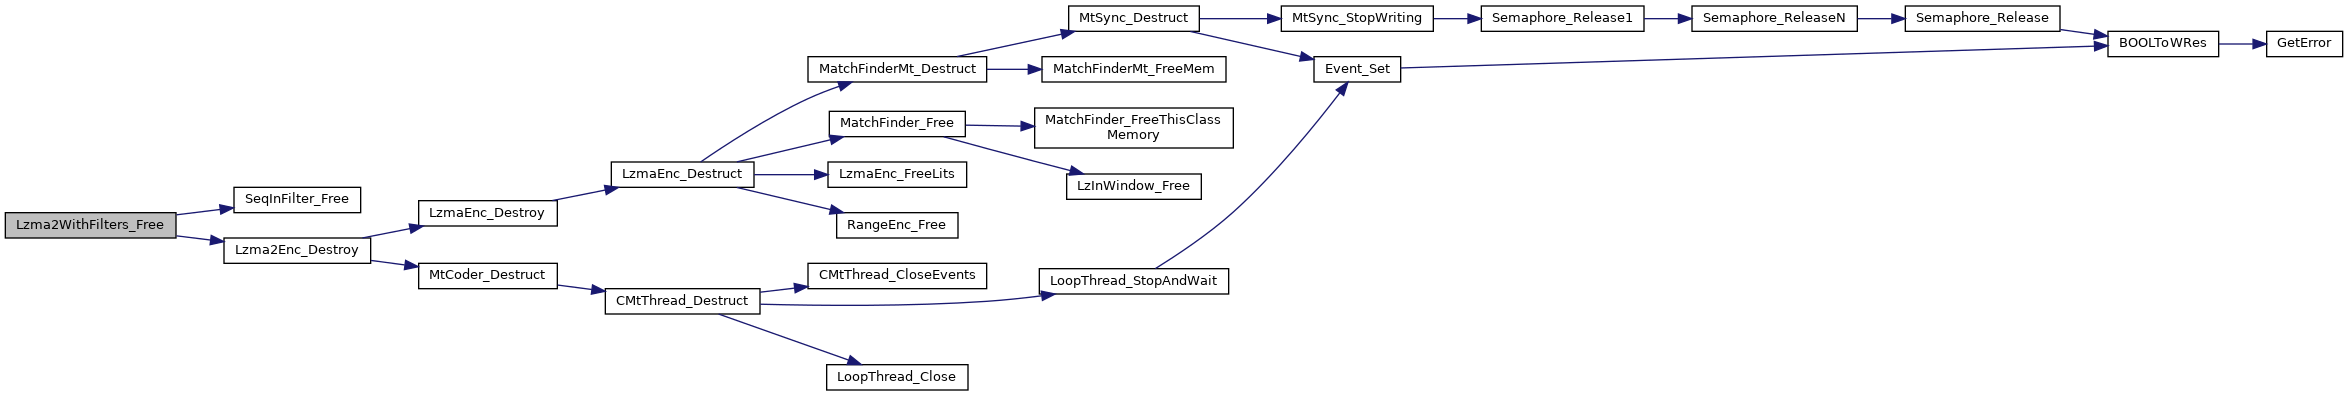 Lzma2WithFilters_Free
SeqInFilter_Free
Lzma2Enc_Destroy
LzmaEnc_Destroy
MtCoder_Destruct
LzmaEnc_Destruct
CMtThread_Destruct
MatchFinderMt_Destruct
MatchFinder_Free
LzmaEnc_FreeLits
RangeEnc_Free
CMtThread_CloseEvents
LoopThread_Close
MtSync_Destruct
MatchFinderMt_FreeMem
MatchFinder_FreeThisClass
Memory
LzInWindow_Free
LoopThread_StopAndWait
MtSync_StopWriting
Event_Set
Semaphore_Release1
Semaphore_ReleaseN
Semaphore_Release
BOOLToWRes
GetError